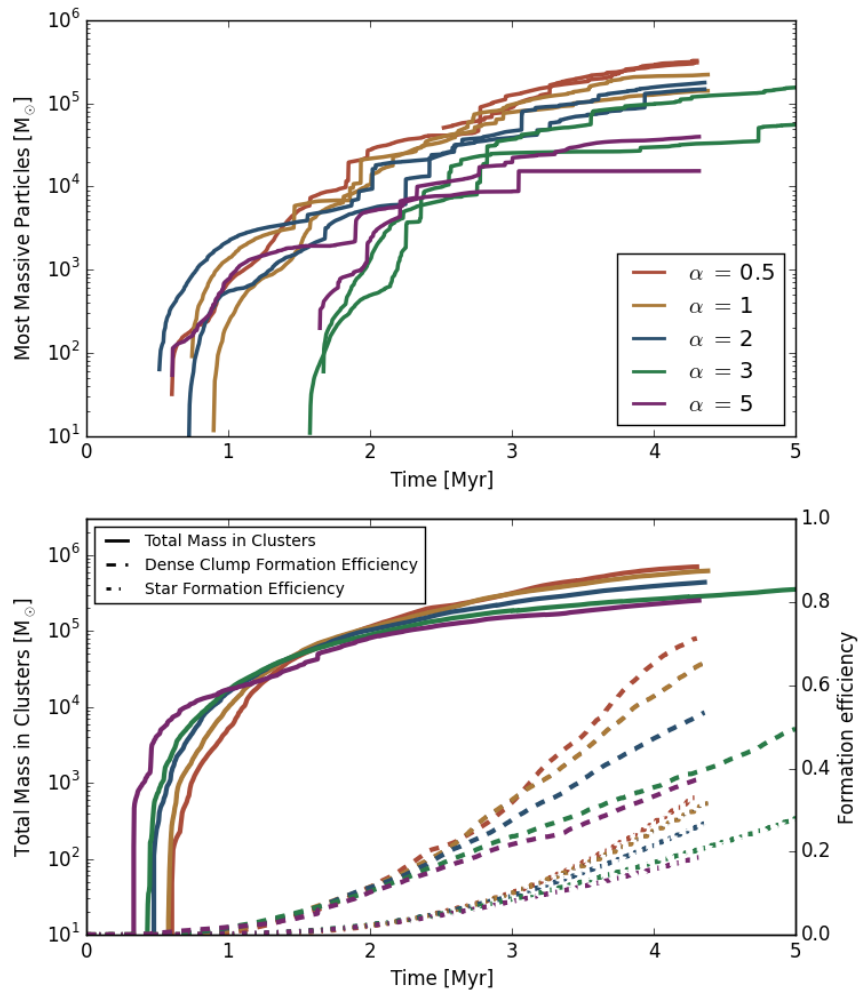 10^6
10^5
10^4
10^3
10^2
10^1
Most Massive Particles [M_⊙]
α = 0.5
α = 1
α = 2
α = 3
α = 5
0 1 2 3 4 5
Time [Myr]
Total Mass in Clusters
Dense Clump Formation Efficiency
Star Formation Efficiency
10^6
10^5
10^4
10^3
10^2
10^1
Total Mass in Clusters [M_⊙]
1.0
0.8
0.6
0.4
0.2
0.0
Formation efficiency
0 1 2 3 4 5
Time [Myr]